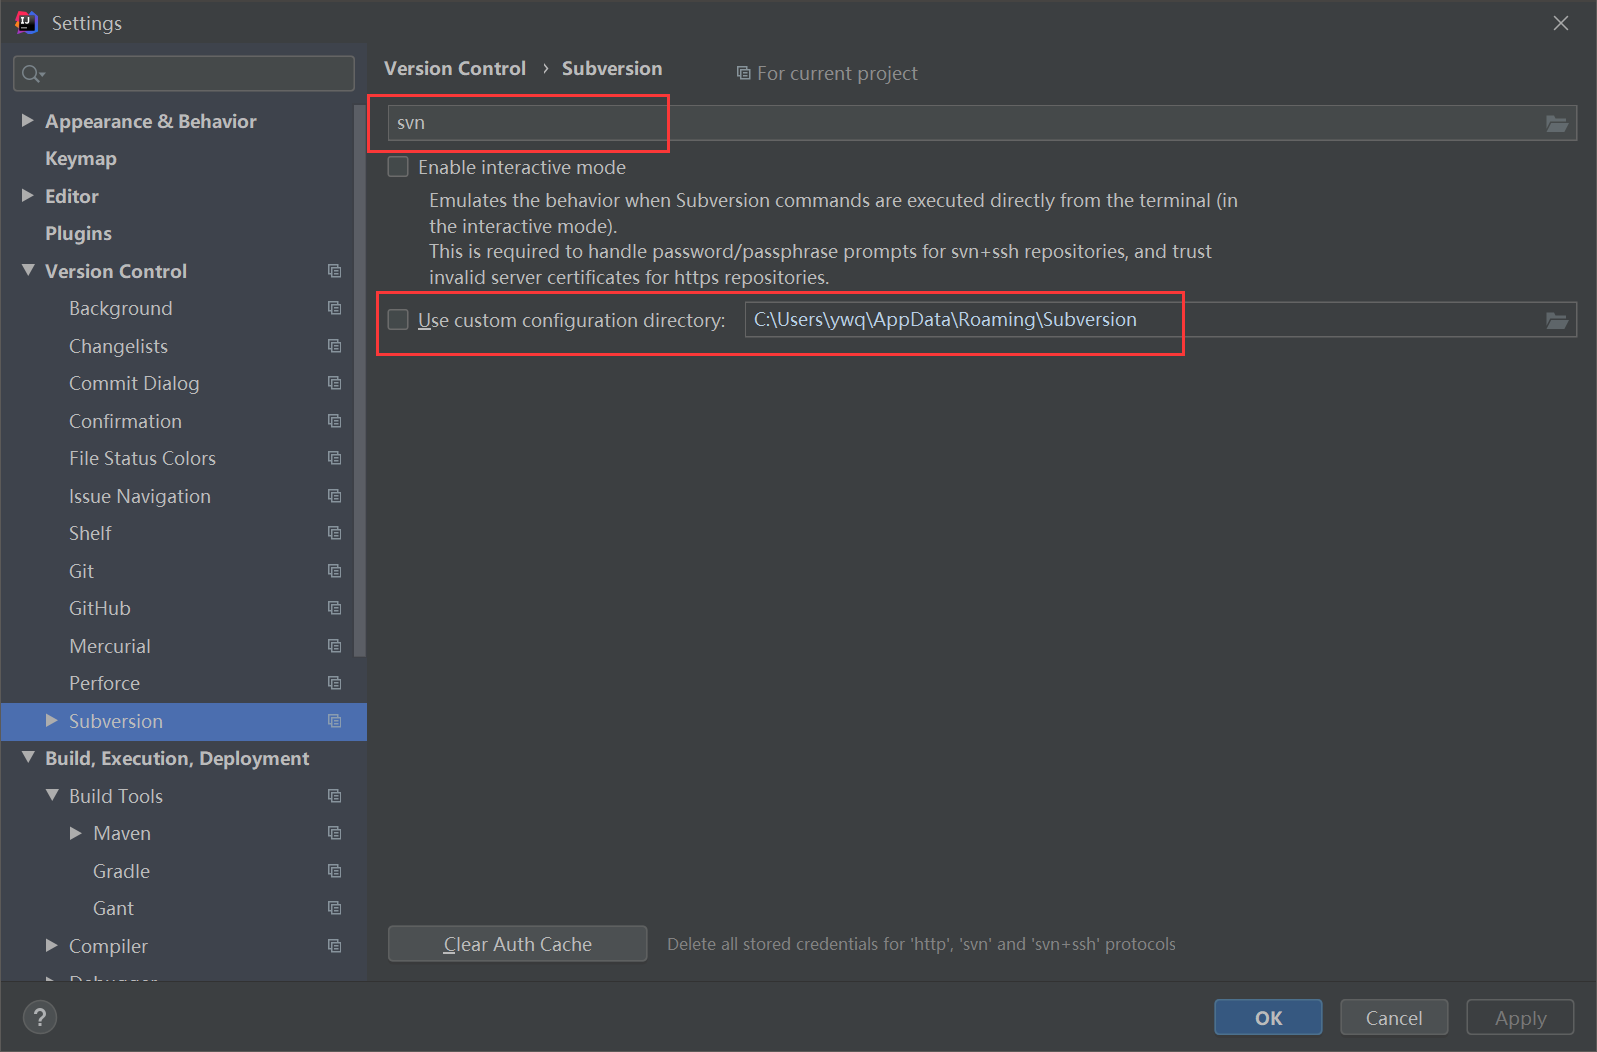 Settings
Appearance & Behavior
Keymap
Editor
Plugins
Version Control
Background
Changelists
Commit Dialog
Confirmation
File Status Colors
Issue Navigation
Shelf
Git
GitHub
Mercurial
Perforce
Subversion
Build, Execution, Deployment
Build Tools
Maven
Gradle
Gant
Compiler
Debugger
Version Control › Subversion
For current project
svn
Enable interactive mode
Emulates the behavior when Subversion commands are executed directly from the terminal (in
the interactive mode).
This is required to handle password/passphrase prompts for svn+ssh repositories, and trust
invalid server certificates for https repositories.
Use custom configuration directory: C:\Users\ywq\AppData\Roaming\Subversion
Clear Auth Cache Delete all stored credentials for 'http', 'svn' and 'svn+ssh' protocols
? OK Cancel Apply